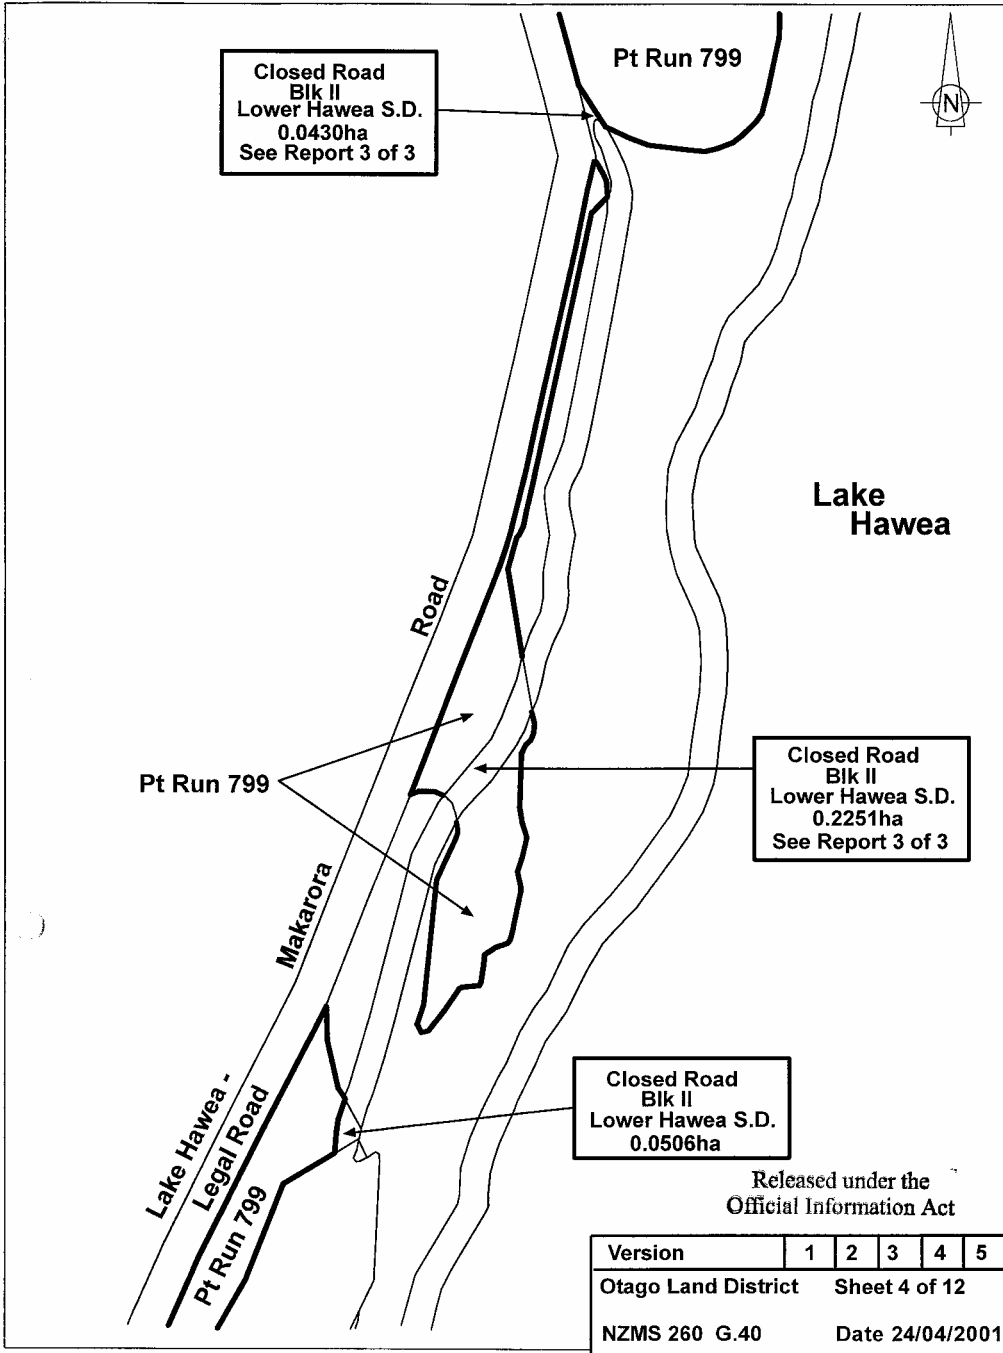 Pt Run 799
Closed Road
Blk II
Lower Hawea S.D.
0.0430ha
See Report 3 of 3
N
Lake
Hawea
Road
Pt Run 799
Closed Road
Blk II
Lower Hawea S.D.
0.2251ha
See Report 3 of 3
Makarora
Lake Hawea -
Legal Road
Pt Run 799
Closed Road
Blk II
Lower Hawea S.D.
0.0506ha
Released under the
Official Information Act
Version 1 2 3 4 5
Otago Land District Sheet 4 of 12
NZMS 260 G.40 Date 24/04/2001